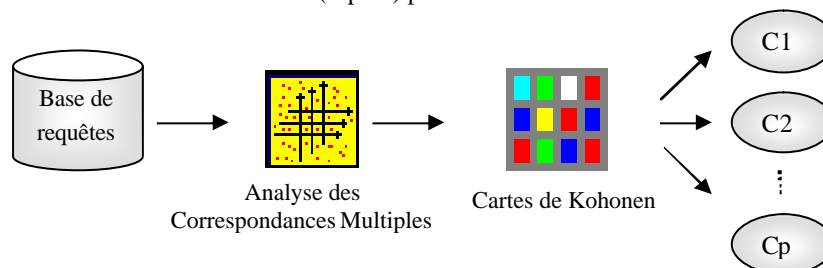 Base de
requêtes
Analyse des
Correspondances Multiples
Cartes de Kohonen
C1
C2
Cp